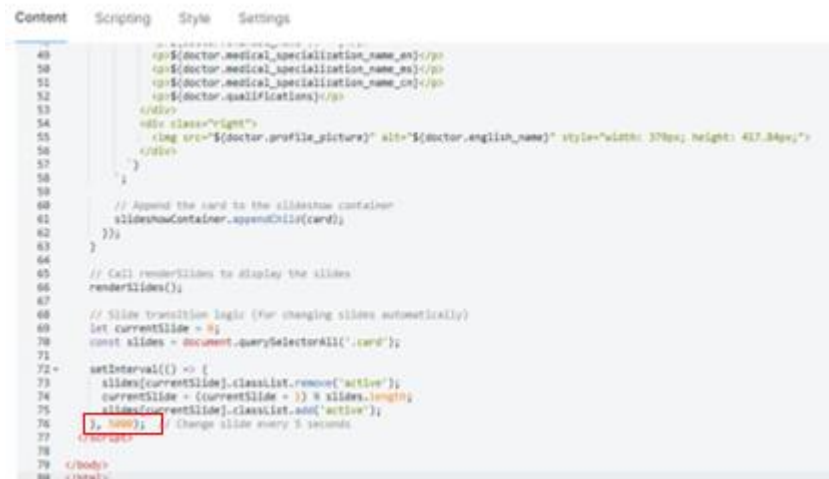 Content Scripting Style Settings
49 <p>${doctor.medical_specialization_name_en}</p>
50 <p>${doctor.medical_specialization_name_ms}</p>
51 <p>${doctor.medical_specialization_name_cn}</p>
52 <p>${doctor.qualifications}</p>
53 </div>
54 <div class="right">
55 <img src="${doctor.profile_picture}" alt="${doctor.english_name}" style="width: 370px; height: 417.84px;">
56 </div>
57 `}
58 `;
59
60 // Append the card to the slideshow container
61 slideshowContainer.appendChild(card);
62 });
63 }
64
65 // Call renderSlides to display the slides
66 renderSlides();
67
68 // Slide transition logic (for changing slides automatically)
69 let currentSlide = 0;
70 const slides = document.querySelectorAll('.card');
71
72 setInterval(() => {
73 slides[currentSlide].classList.remove('active');
74 currentSlide = (currentSlide + 1) % slides.length;
75 slides[currentSlide].classList.add('active');
76 }, 5000); // Change slide every 5 seconds
77 </script>
78
79 </body>
80 </html>